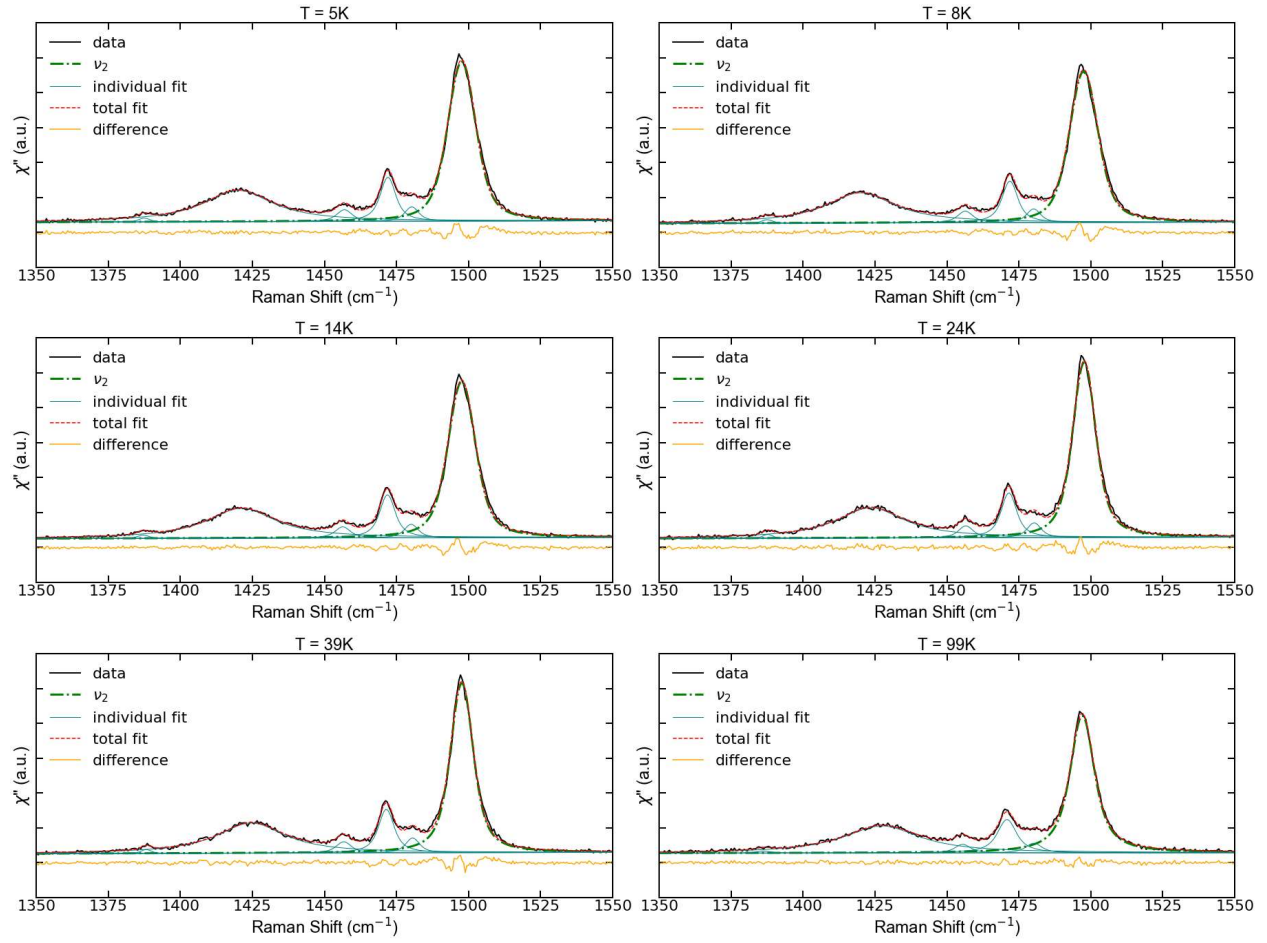 T = 5K
data
ν₂
individual fit
total fit
difference
χ" (a.u.)
1350 1375 1400 1425 1450 1475 1500 1525 1550
Raman Shift (cm⁻¹)
T = 8K
data
ν₂
individual fit
total fit
difference
χ" (a.u.)
1350 1375 1400 1425 1450 1475 1500 1525 1550
Raman Shift (cm⁻¹)
T = 14K
data
ν₂
individual fit
total fit
difference
χ" (a.u.)
1350 1375 1400 1425 1450 1475 1500 1525 1550
Raman Shift (cm⁻¹)
T = 24K
data
ν₂
individual fit
total fit
difference
χ" (a.u.)
1350 1375 1400 1425 1450 1475 1500 1525 1550
Raman Shift (cm⁻¹)
T = 39K
data
ν₂
individual fit
total fit
difference
χ" (a.u.)
1350 1375 1400 1425 1450 1475 1500 1525 1550
Raman Shift (cm⁻¹)
T = 99K
data
ν₂
individual fit
total fit
difference
χ" (a.u.)
1350 1375 1400 1425 1450 1475 1500 1525 1550
Raman Shift (cm⁻¹)